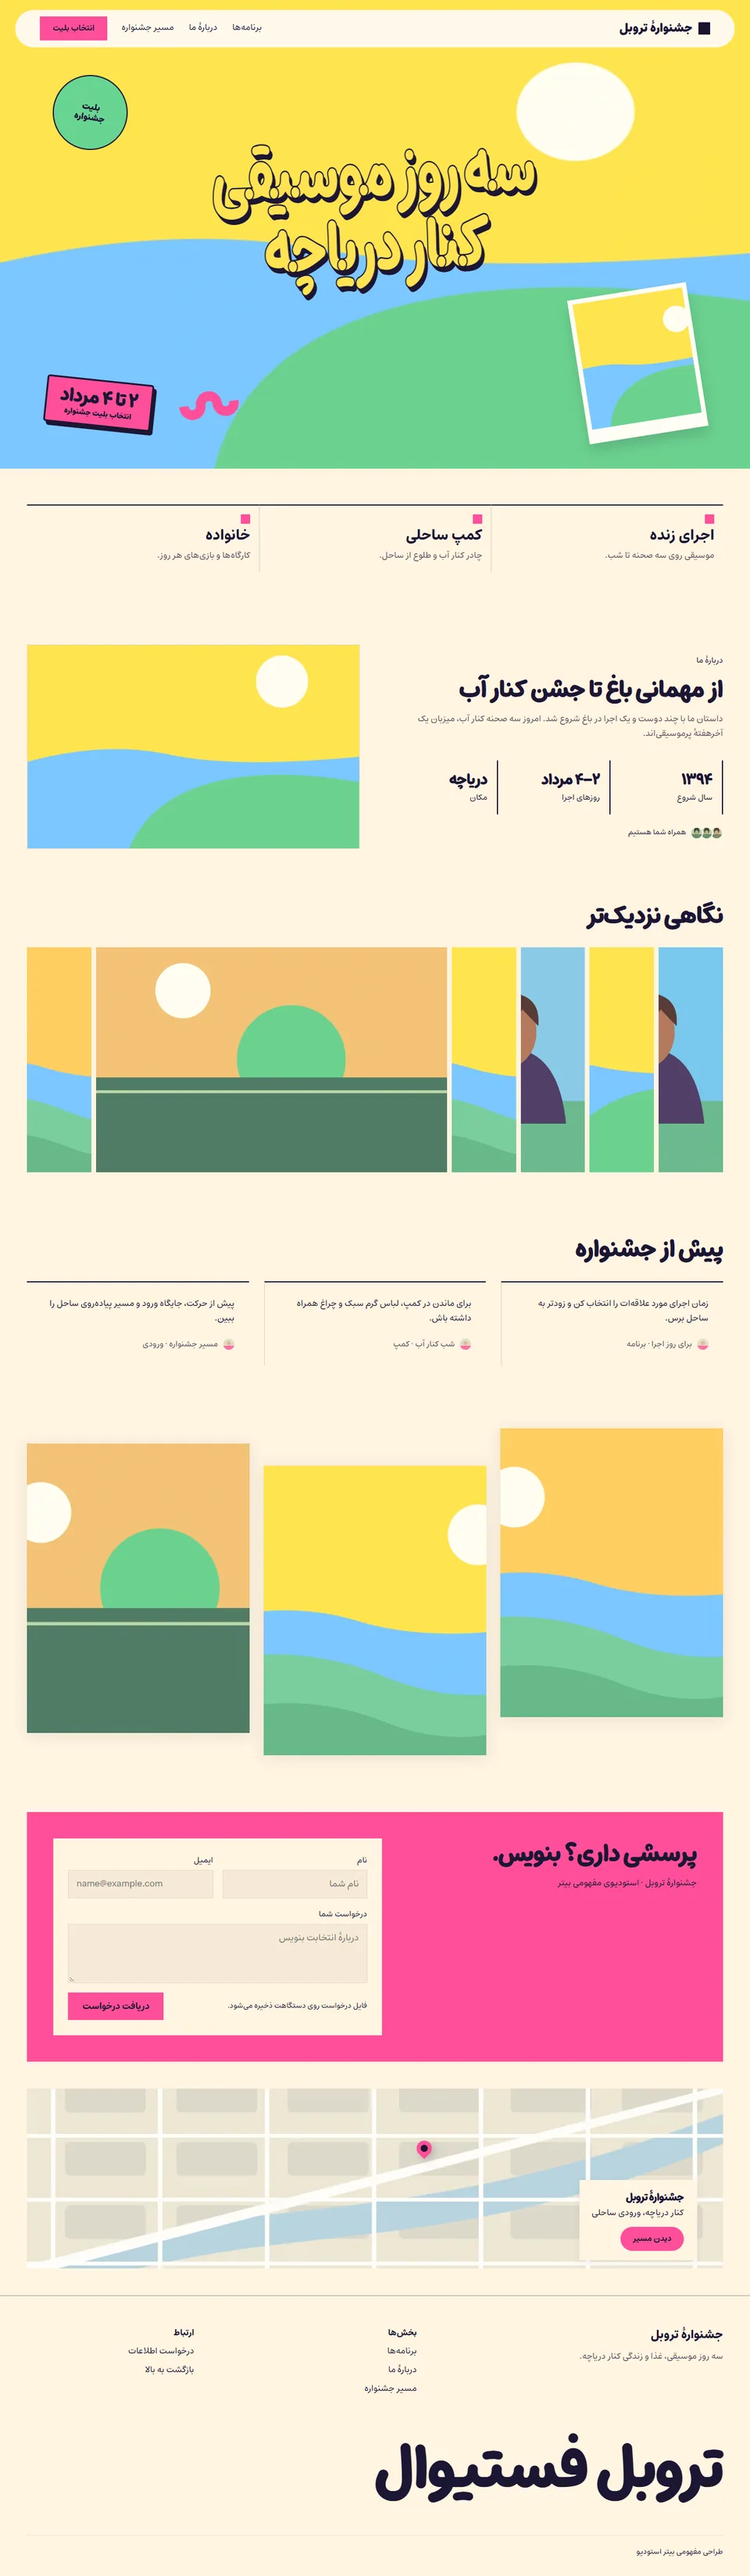 جشنوارهٔ تروبل
برنامه‌ها
دربارهٔ ما
مسیر جشنواره
انتخاب بلیت
بلیت
جشنواره
سه روز موسیقی
کنار دریاچه
۲ تا ۴ مرداد
انتخاب بلیت جشنواره
اجرای زنده
موسیقی روی سه صحنه تا شب.
کمپ ساحلی
چادر کنار آب و طلوع از ساحل.
خانواده
کارگاه‌ها و بازی‌های هر روز.
دربارهٔ ما
از مهمانی باغ تا جشن کنار آب
داستان ما با چند دوست و یک اجرا در باغ شروع شد. امروز سه صحنه کنار آب، میزبان یک
آخرهفتهٔ پرموسیقی‌اند.
۱۳۹۴
سال شروع
۲–۴ مرداد
روزهای اجرا
دریاچه
مکان
همراه شما هستیم
نگاهی نزدیک‌تر
پیش از جشنواره
زمان اجرای مورد علاقه‌ات را انتخاب کن و زودتر به
ساحل برس.
برای روز اجرا · برنامه
برای ماندن در کمپ، لباس گرم سبک و چراغ همراه
داشته باش.
شب کنار آب · کمپ
پیش از حرکت، جایگاه ورود و مسیر پیاده‌روی ساحل را
ببین.
مسیر جشنواره · ورودی
پرسشی داری؟ بنویس.
جشنوارهٔ تروبل · استودیوی مفهومی بیتر
نام
ایمیل
نام شما
name@example.com
درخواست شما
دربارهٔ انتخابت بنویس
فایل درخواست روی دستگاهت ذخیره می‌شود.
دریافت درخواست
جشنوارهٔ تروبل
کنار دریاچه، ورودی ساحلی
دیدن مسیر
جشنوارهٔ تروبل
سه روز موسیقی، غذا و زندگی کنار دریاچه.
بخش‌ها
برنامه‌ها
دربارهٔ ما
مسیر جشنواره
ارتباط
درخواست اطلاعات
بازگشت به بالا
تروبل فستیوال
طراحی مفهومی بیتر استودیو